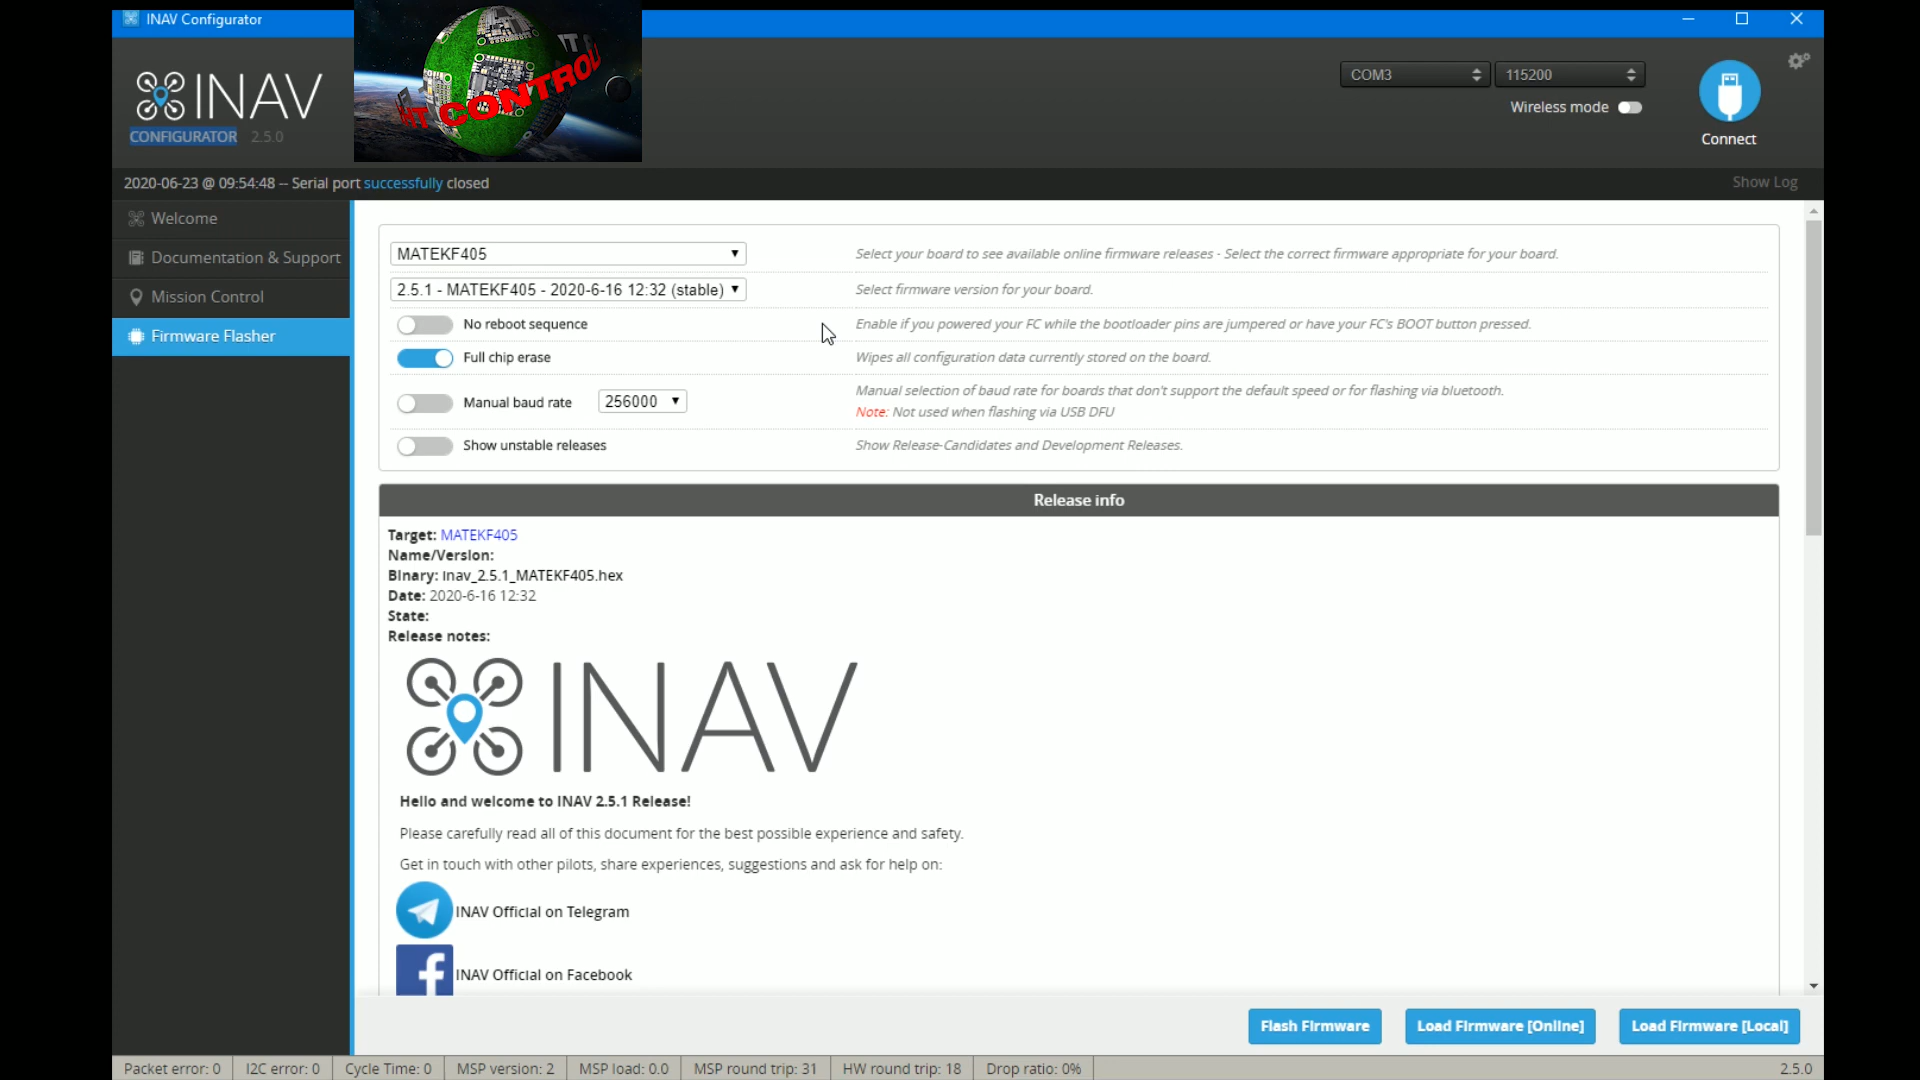 INAV Configurator
INAV
CONFIGURATOR 2.5.0
NT CONTROL
IT
COM3
115200
Wireless mode
Connect
2020-06-23 @ 09:54:48 -- Serial port successfully closed
Show Log
Welcome
Documentation & Support
Mission Control
Firmware Flasher
MATEKF405
Select your board to see available online firmware releases - Select the correct firmware appropriate for your board.
2.5.1 - MATEKF405 - 2020-6-16 12:32 (stable)
Select firmware version for your board.
No reboot sequence
Enable if you powered your FC while the bootloader pins are jumpered or have your FC's BOOT button pressed.
Full chip erase
Wipes all configuration data currently stored on the board.
Manual baud rate 256000
Manual selection of baud rate for boards that don't support the default speed or for flashing via bluetooth.
Note: Not used when flashing via USB DFU
Show unstable releases
Show Release-Candidates and Development Releases.
Release info
Target: MATEKF405
Name/Version:
Binary: inav_2.5.1_MATEKF405.hex
Date: 2020-6-16 12:32
State:
Release notes:
INAV
Hello and welcome to INAV 2.5.1 Release!
Please carefully read all of this document for the best possible experience and safety.
Get in touch with other pilots, share experiences, suggestions and ask for help on:
INAV Official on Telegram
INAV Official on Facebook
Flash Firmware
Load Firmware [Online]
Load Firmware [Local]
Packet error: 0
I2C error: 0
Cycle Time: 0
MSP version: 2
MSP load: 0.0
MSP round trip: 31
HW round trip: 18
Drop ratio: 0%
2.5.0